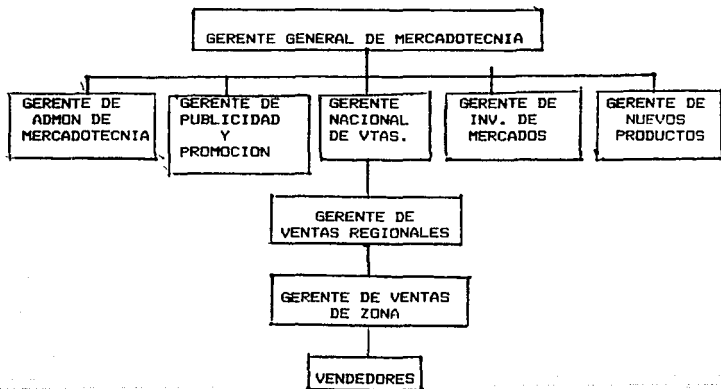 GERENTE GENERAL DE MERCADOTECNIA
GERENTE DE
ADMON DE
MERCADOTECNIA
GERENTE DE
PUBLICIDAD
Y
PROMOCION
GERENTE
NACIONAL
DE VTAS.
GERENTE DE
INV. DE
MERCADOS
GERENTE DE
NUEVOS
PRODUCTOS
GERENTE DE
VENTAS REGIONALES
GERENTE DE VENTAS
DE ZONA
VENDEDORES